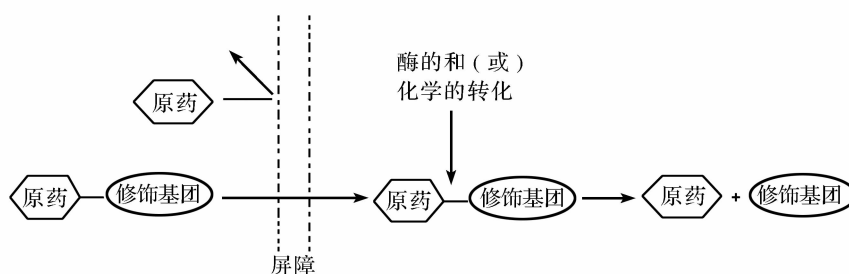 酶的和(或)
化学的转化
原药
原药 修饰基团 原药 修饰基团 原药 + 修饰基团
屏障